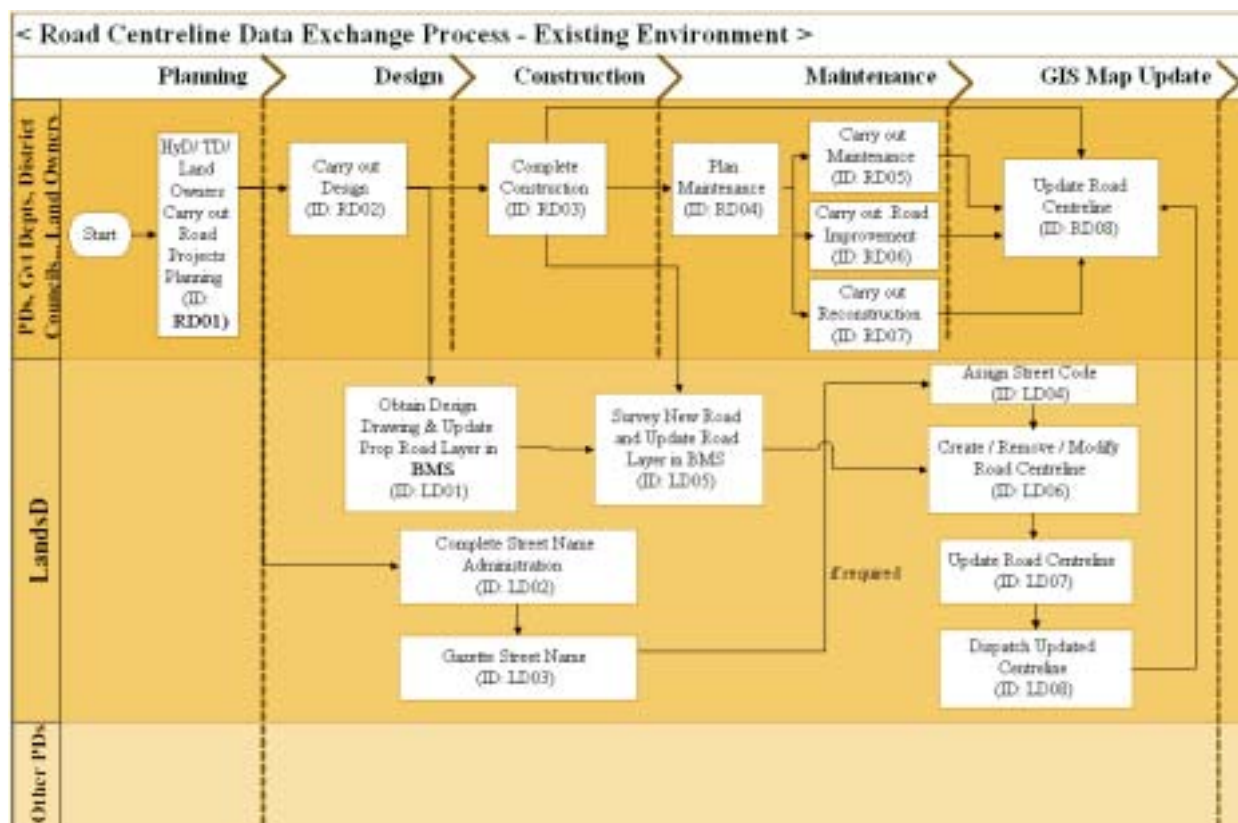 < Road Centreline Data Exchange Process - Existing Environment >
Planning
Design
Construction
Maintenance
GIS Map Update
PDs, Gvt Depts, District
Councils... Land Owners
Start
HyD/ TD/
Land
Owners
Carry out
Road
Projects
Planning
(ID:
RD01)
Carry out
Design
(ID: RD02)
Complete
Construction
(ID: RD03)
Plan
Maintenance
(ID: RD04)
Carry out
Maintenance
(ID: RD05)
Carry out Road
Improvement
(ID: RD06)
Carry out
Reconstruction
(ID: RD07)
Update Road
Centreline
(ID: RD08)
LandsD
Obtain Design
Drawing & Update
Prop Road Layer in
BMS
(ID: LD01)
Survey New Road
and Update Road
Layer in BMS
(ID: LD05)
Assign Street Code
(ID: LD04)
Create / Remove / Modify
Road Centreline
(ID: LD06)
Complete Street Name
Administration
(ID: LD02)
If required
Update Road Centreline
(ID: LD07)
Gazette Street Name
(ID: LD03)
Dispatch Updated
Centreline
(ID: LD08)
Other PDs